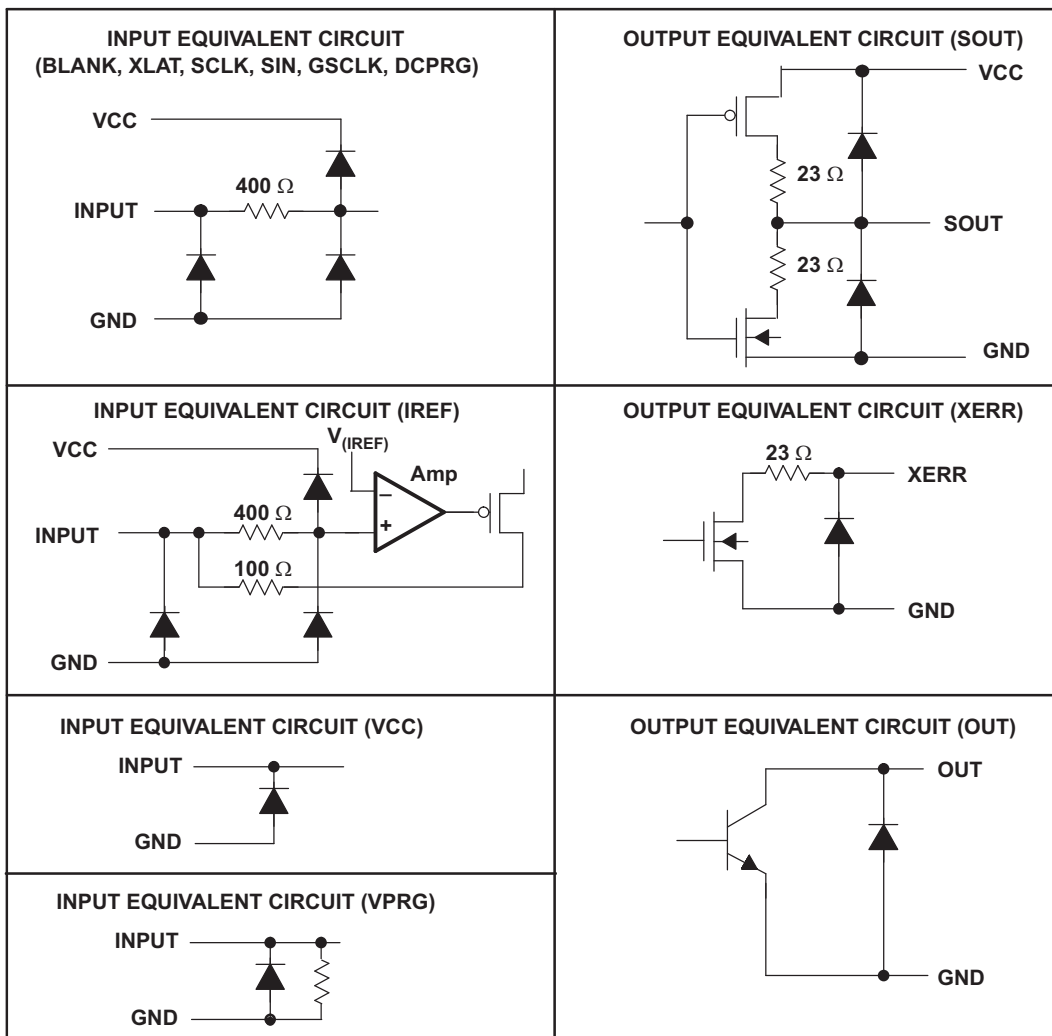 INPUT EQUIVALENT CIRCUIT
(BLANK, XLAT, SCLK, SIN, GSCLK, DCPRG)
VCC
400 Ω
INPUT
GND
OUTPUT EQUIVALENT CIRCUIT (SOUT)
VCC
23 Ω
SOUT
23 Ω
GND
INPUT EQUIVALENT CIRCUIT (IREF)
V(IREF)
VCC
Amp
−
400 Ω
+
INPUT
100 Ω
GND
OUTPUT EQUIVALENT CIRCUIT (XERR)
23 Ω
XERR
GND
INPUT EQUIVALENT CIRCUIT (VCC)
INPUT
GND
INPUT EQUIVALENT CIRCUIT (VPRG)
INPUT
GND
OUTPUT EQUIVALENT CIRCUIT (OUT)
OUT
GND